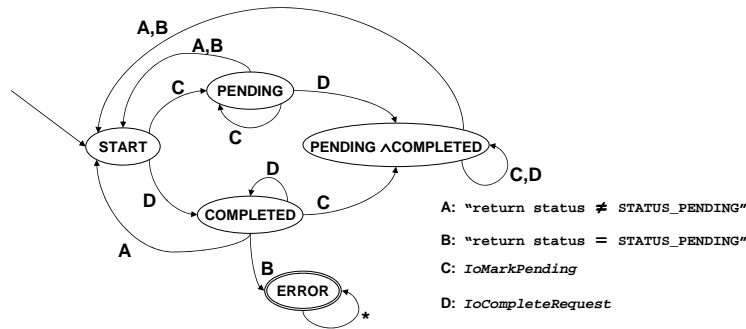 A,B
A,B
PENDING
C
D
C
START
PENDING ∧COMPLETED
D
D
C
C,D
COMPLETED
A
B
ERROR
*
A: "return status ≠ STATUS_PENDING"
B: "return status = STATUS_PENDING"
C: IoMarkPending
D: IoCompleteRequest